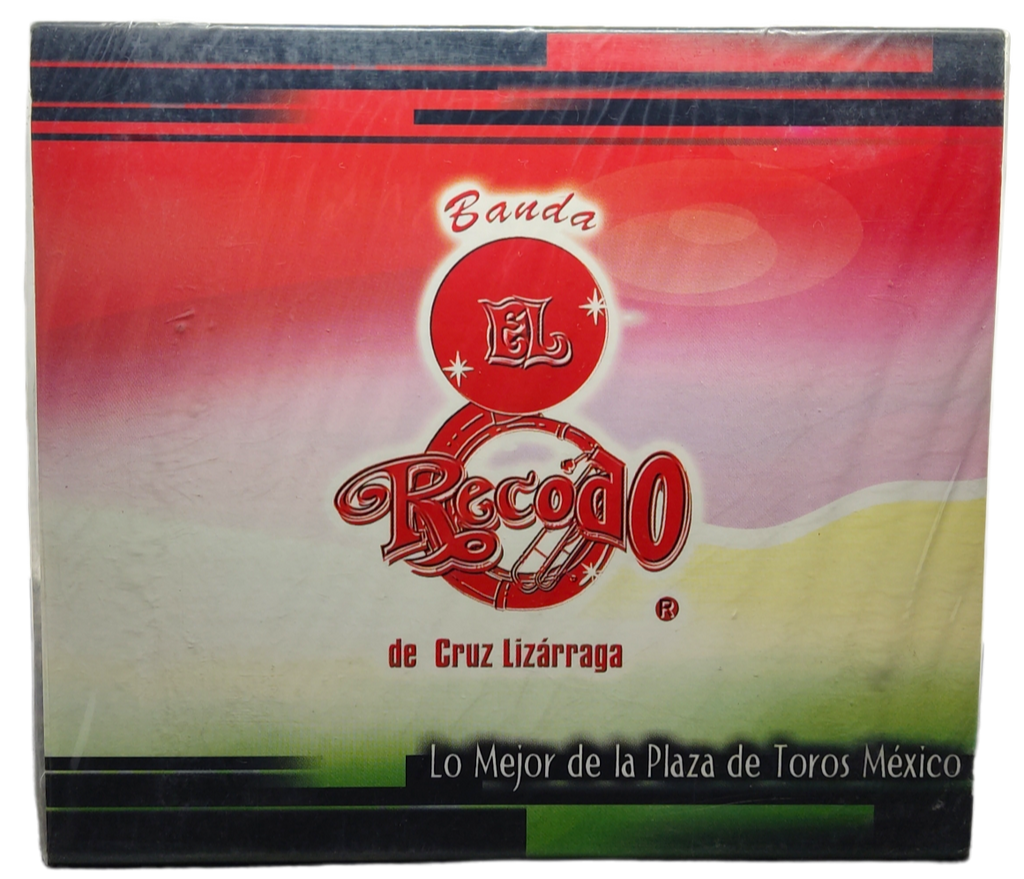 Banda
EL
Recodo
®
de Cruz Lizárraga
Lo Mejor de la Plaza de Toros México